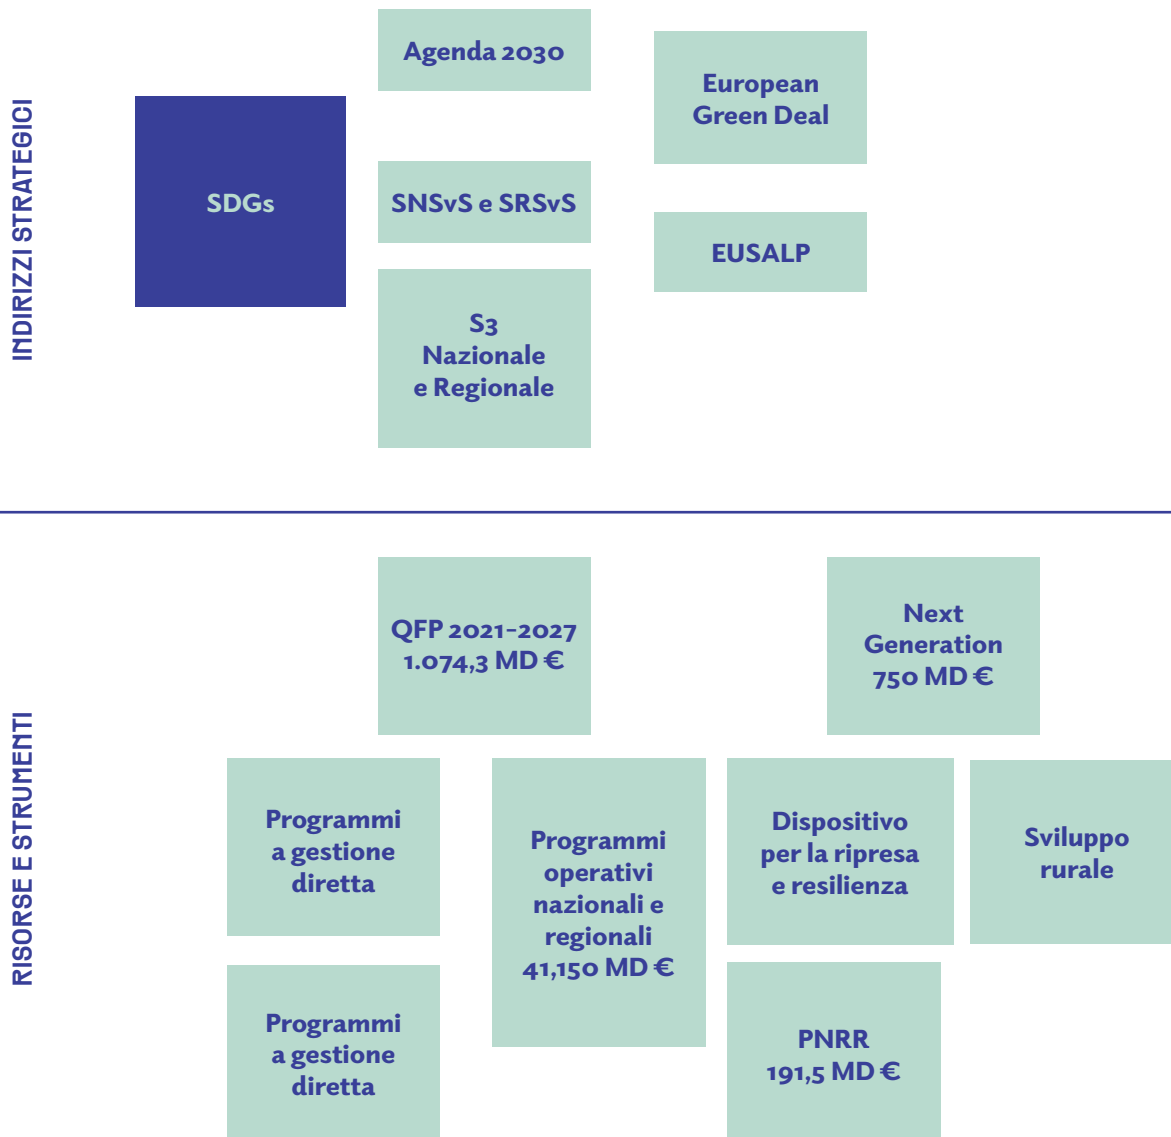 INDIRIZZI STRATEGICI
SDGs
Agenda 2030
SNSvS e SRSvS
S3
Nazionale
e Regionale
European
Green Deal
EUSALP
RISORSE E STRUMENTI
QFP 2021-2027
1.074,3 MD €
Next
Generation
750 MD €
Programmi
a gestione
diretta
Programmi
operativi
nazionali e
regionali
41,150 MD €
Dispositivo
per la ripresa
e resilienza
Sviluppo
rurale
Programmi
a gestione
diretta
PNRR
191,5 MD €